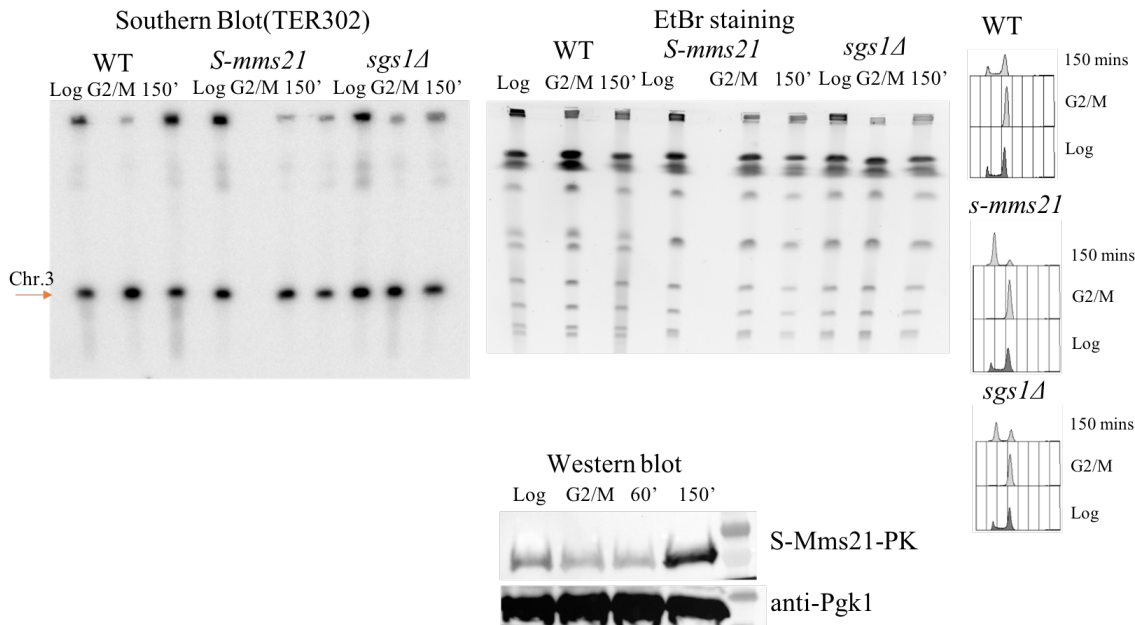 Southern Blot(TER302)
WT S-mms21 sgs1Δ
Log G2/M 150’ Log G2/M 150’ Log G2/M 150’
Chr.3
EtBr staining
WT S-mms21 sgs1Δ
Log G2/M 150’ Log G2/M 150’ Log G2/M 150’
WT
150 mins
G2/M
Log
s-mms21
150 mins
G2/M
Log
sgs1Δ
150 mins
G2/M
Log
Western blot
Log G2/M 60’ 150’
S-Mms21-PK
anti-Pgk1